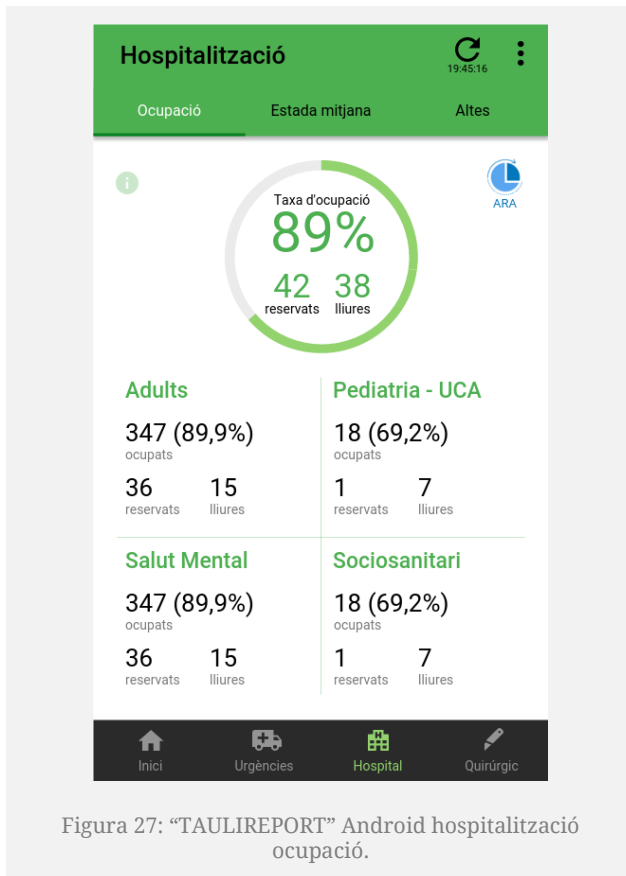 Hospitalització
19:45:16
Ocupació Estada mitjana Altes
ARA
Taxa d'ocupació
89%
42 38
reservats lliures
Adults Pediatria - UCA
347 (89,9%) 18 (69,2%)
ocupats ocupats
36 15 1 7
reservats lliures reservats lliures
Salut Mental Sociosanitari
347 (89,9%) 18 (69,2%)
ocupats ocupats
36 15 1 7
reservats lliures reservats lliures
Inici Urgències Hospital Quirúrgic
Figura 27: “TAULIREPORT” Android hospitalització
ocupació.